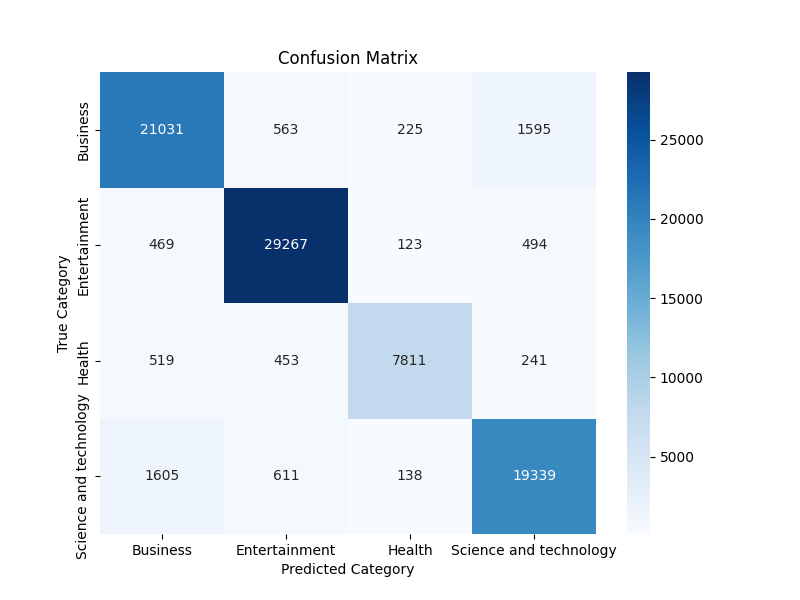 Confusion Matrix
True Category
Business
21031 563 225 1595
Entertainment
469 29267 123 494
Health
519 453 7811 241
Science and technology
1605 611 138 19339
Business Entertainment Health Science and technology
Predicted Category
25000
20000
15000
10000
5000